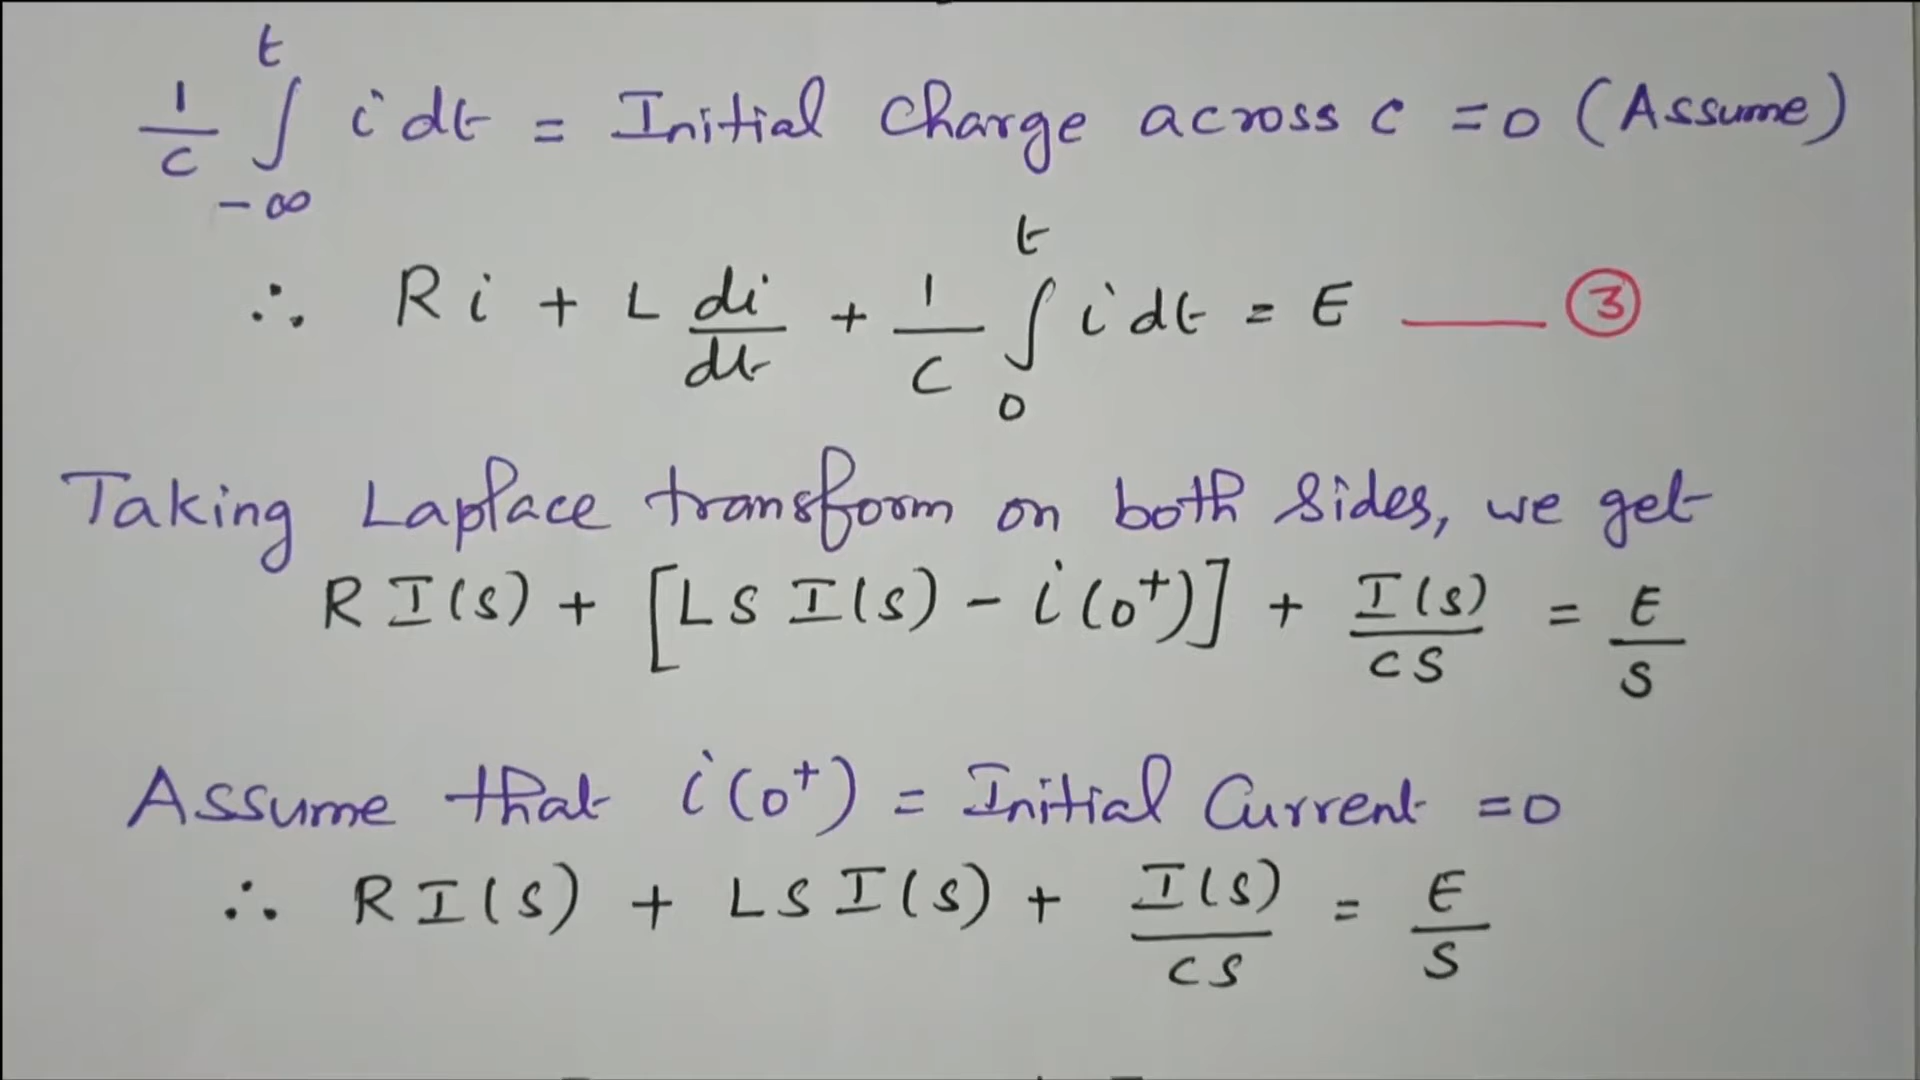 1/c ∫_{-∞}^{t} i dt = Initial Charge across c = 0 (Assume)
∴ R i + L di/dt + 1/C ∫_{0}^{t} i dt = E —— ③
Taking Laplace transform on both sides, we get
R I(s) + [L S I(s) - i(0⁺)] + I(s)/CS = E/S
Assume that i(0⁺) = Initial Current = 0
∴ R I(S) + L S I(S) + I(S)/CS = E/S